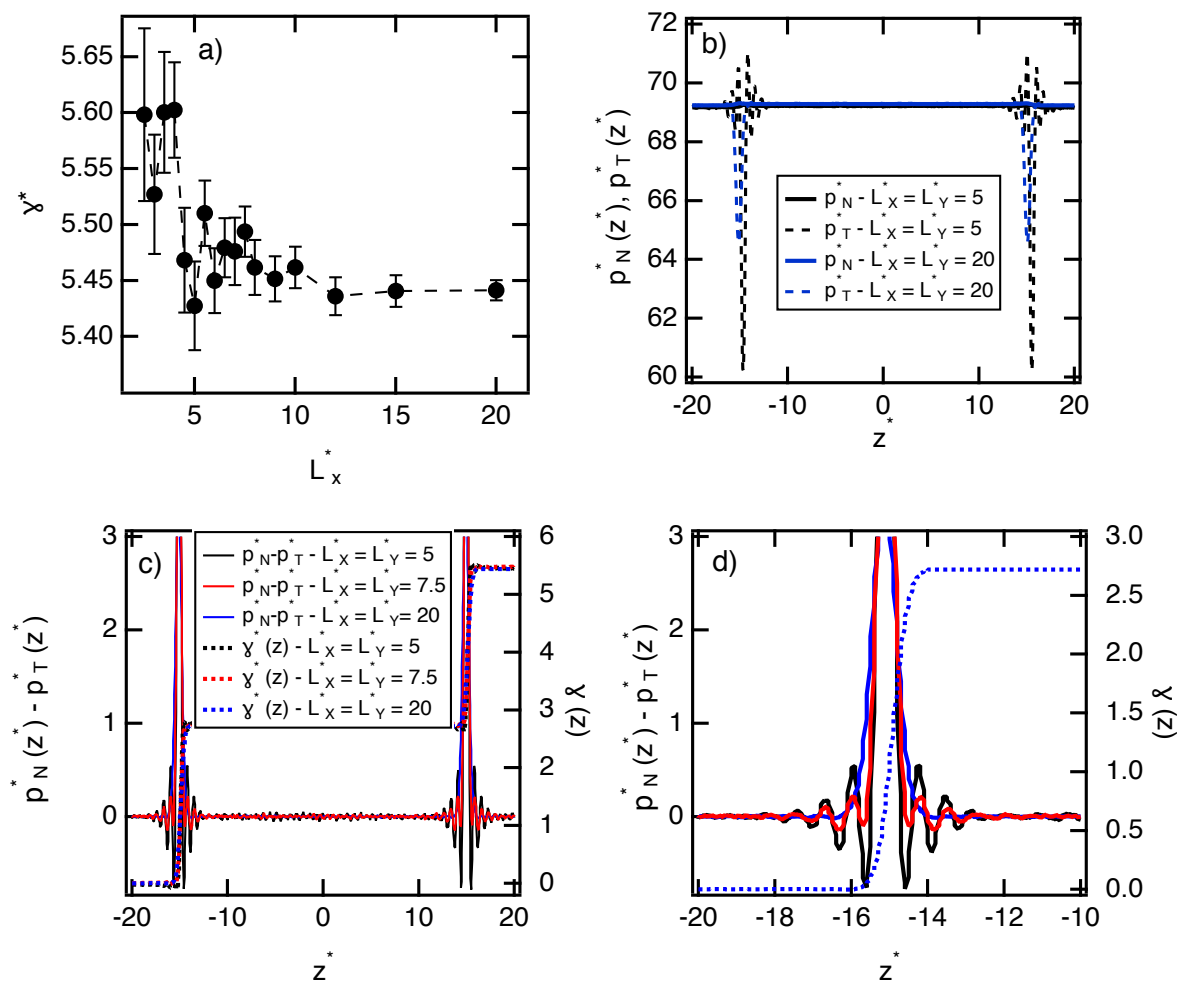 a)
5.65
5.60
5.55
5.50
5.45
5.40
γ*
5 10 15 20
L*x
b)
72
70
68
66
64
62
60
p*N(z*), p*T(z*)
p*N - L*X = L*Y = 5
p*T - L*X = L*Y = 5
p*N - L*X = L*Y = 20
p*T - L*X = L*Y = 20
-20 -10 0 10 20
z*
c)
3
2
1
0
p*N(z*) - p*T(z*)
p*N-p*T - L*X = L*Y = 5
p*N-p*T - L*X = L*Y = 7.5
p*N-p*T - L*X = L*Y = 20
γ*(z) - L*X = L*Y = 5
γ*(z) - L*X = L*Y = 7.5
γ*(z) - L*X = L*Y = 20
6
5
4
3
2
1
0
γ(z)
-20 -10 0 10 20
z*
d)
3
2
1
0
p*N(z*) - p*T(z*)
3.0
2.5
2.0
1.5
1.0
0.5
0.0
γ(z)
-20 -18 -16 -14 -12 -10
z*